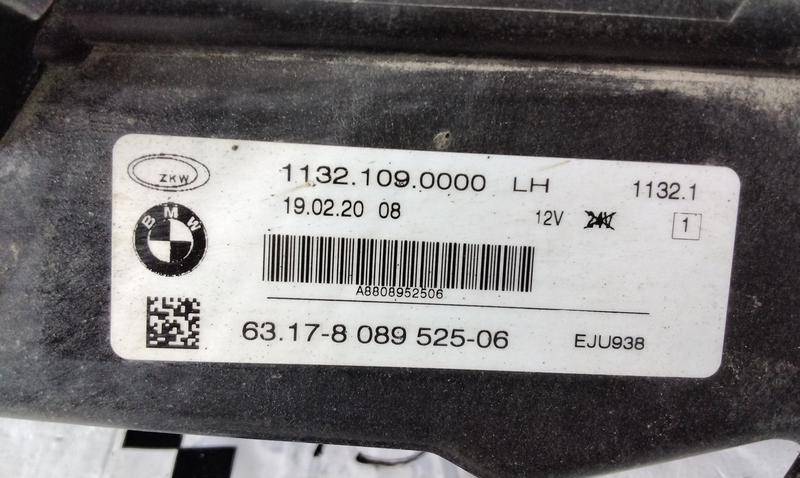 ZKW
1132.109.0000 LH 1132.1
19.02.20 08 12V 24V 1
BMW
A8808952506
63.17-8 089 525-06 EJU938